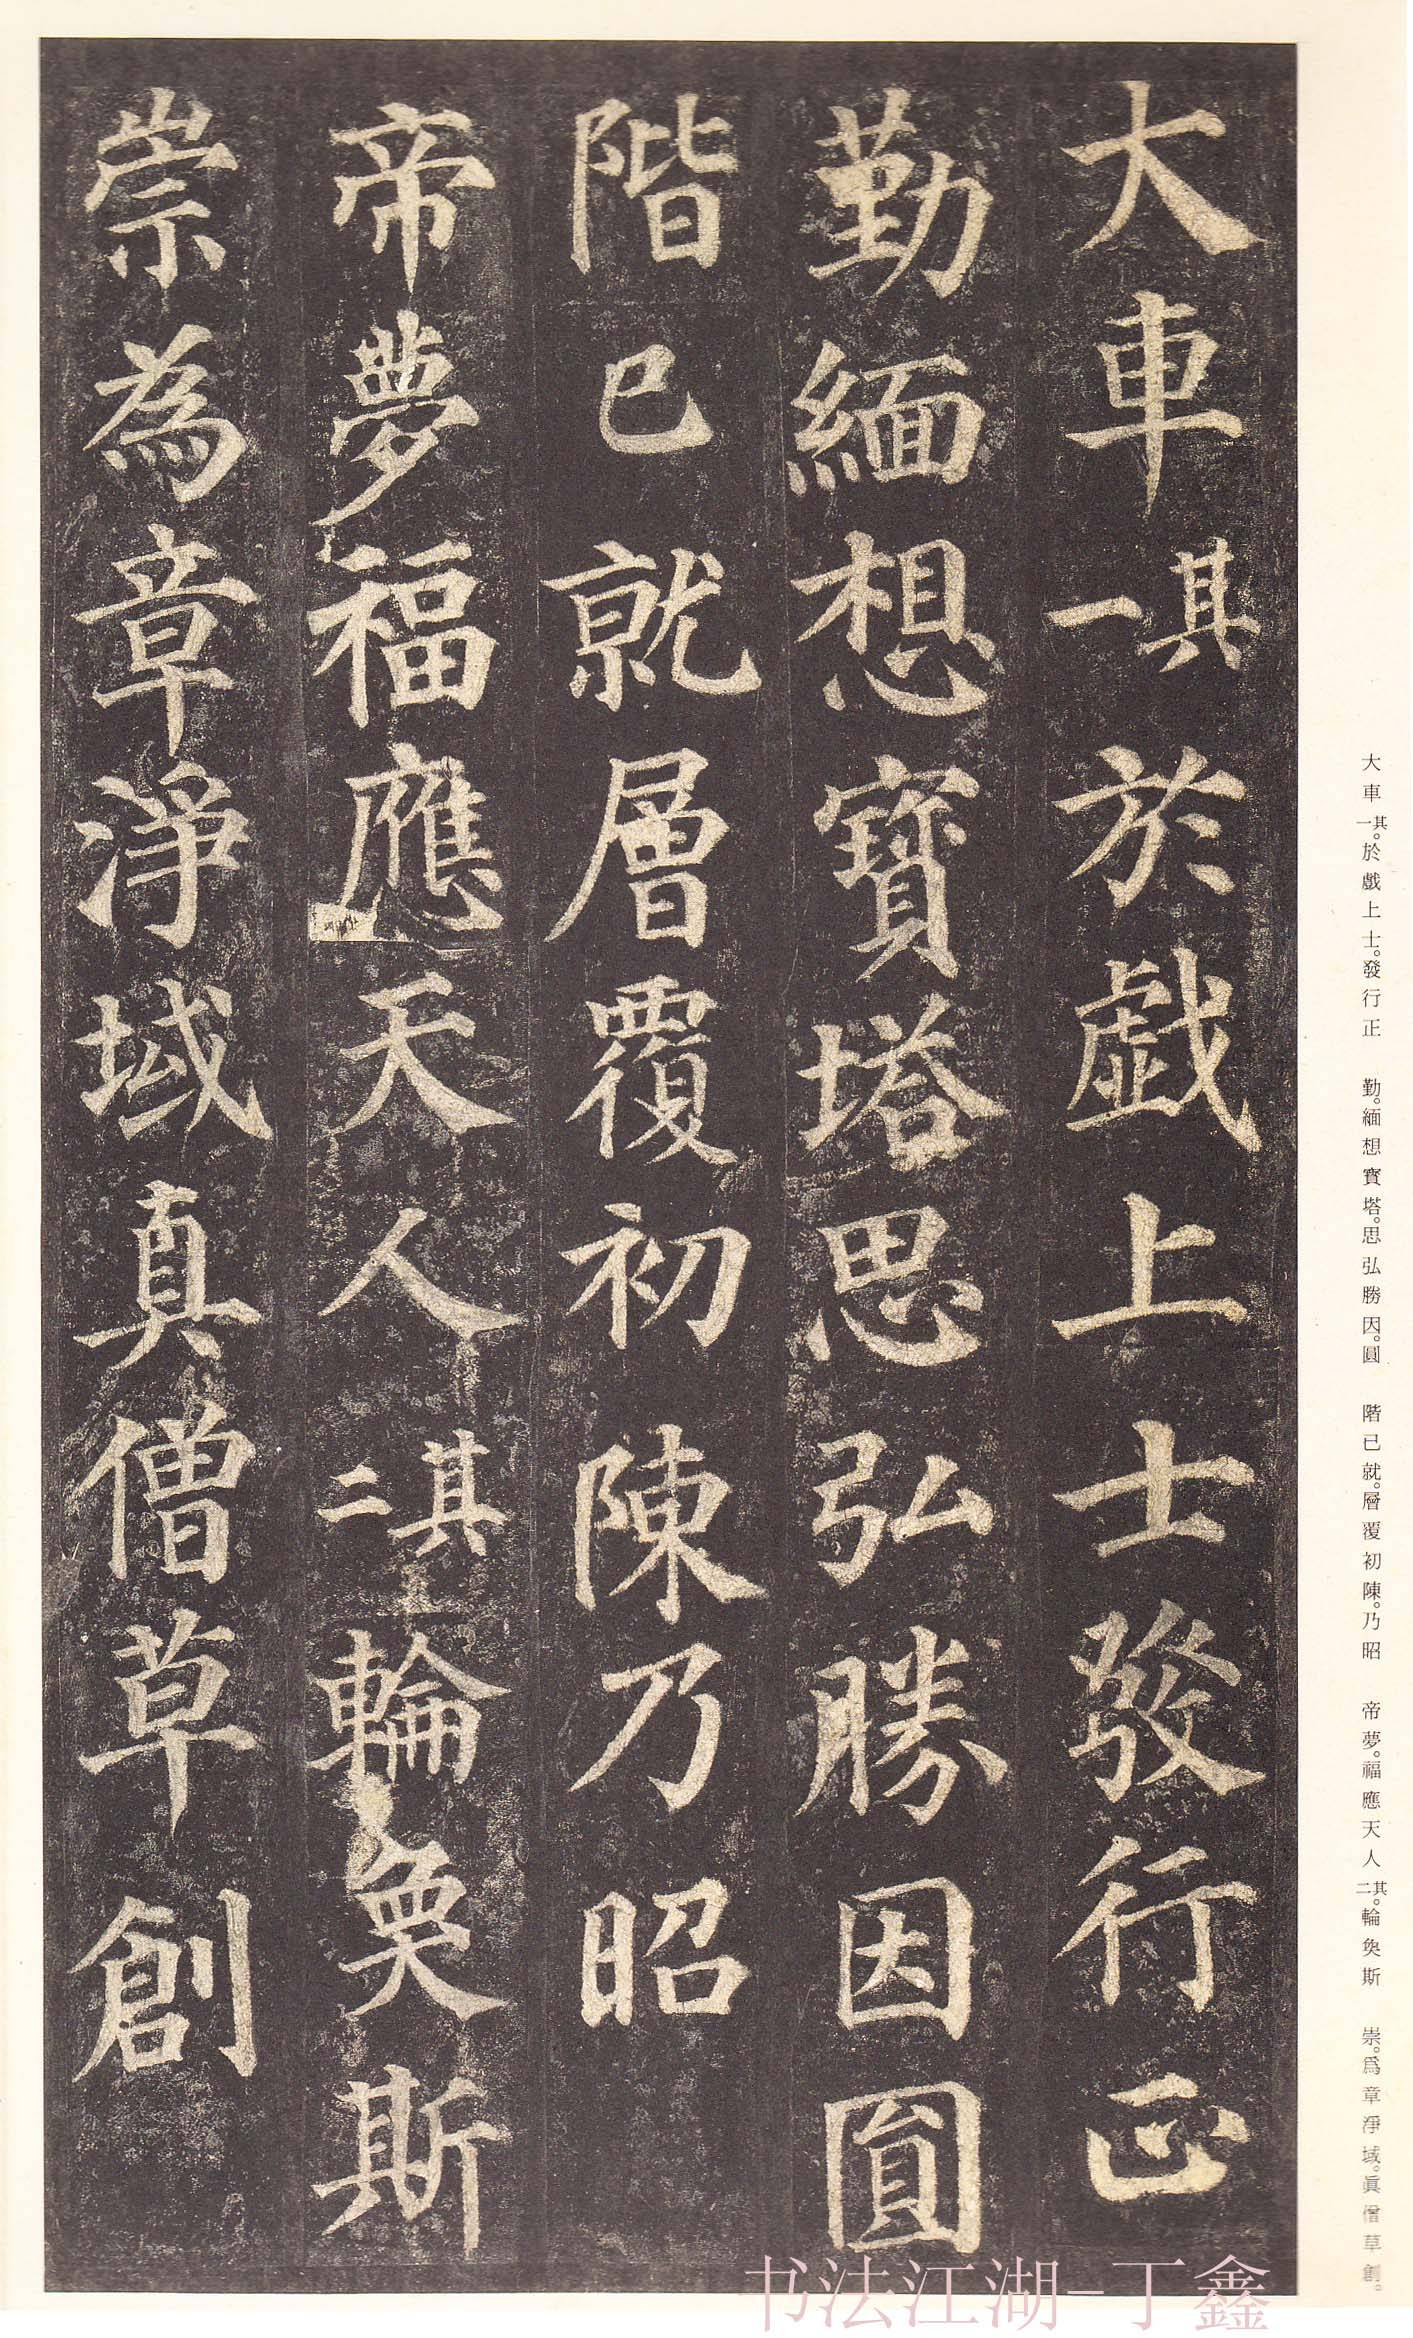 大車其一於戲上士發行正
勤緬想寶塔思弘勝因圓
階已就層覆初陳乃昭
帝夢福應天人其二輪奐斯
崇為章淨域真僧草創
大車其一。於戲上士。發行正 勤。緬想寶塔。思弘勝因。圓 階已就。層覆初陳。乃昭 帝夢。福應天人其二。輪奐斯 崇。爲章淨域。眞僧草創。
书法江湖-丁鑫